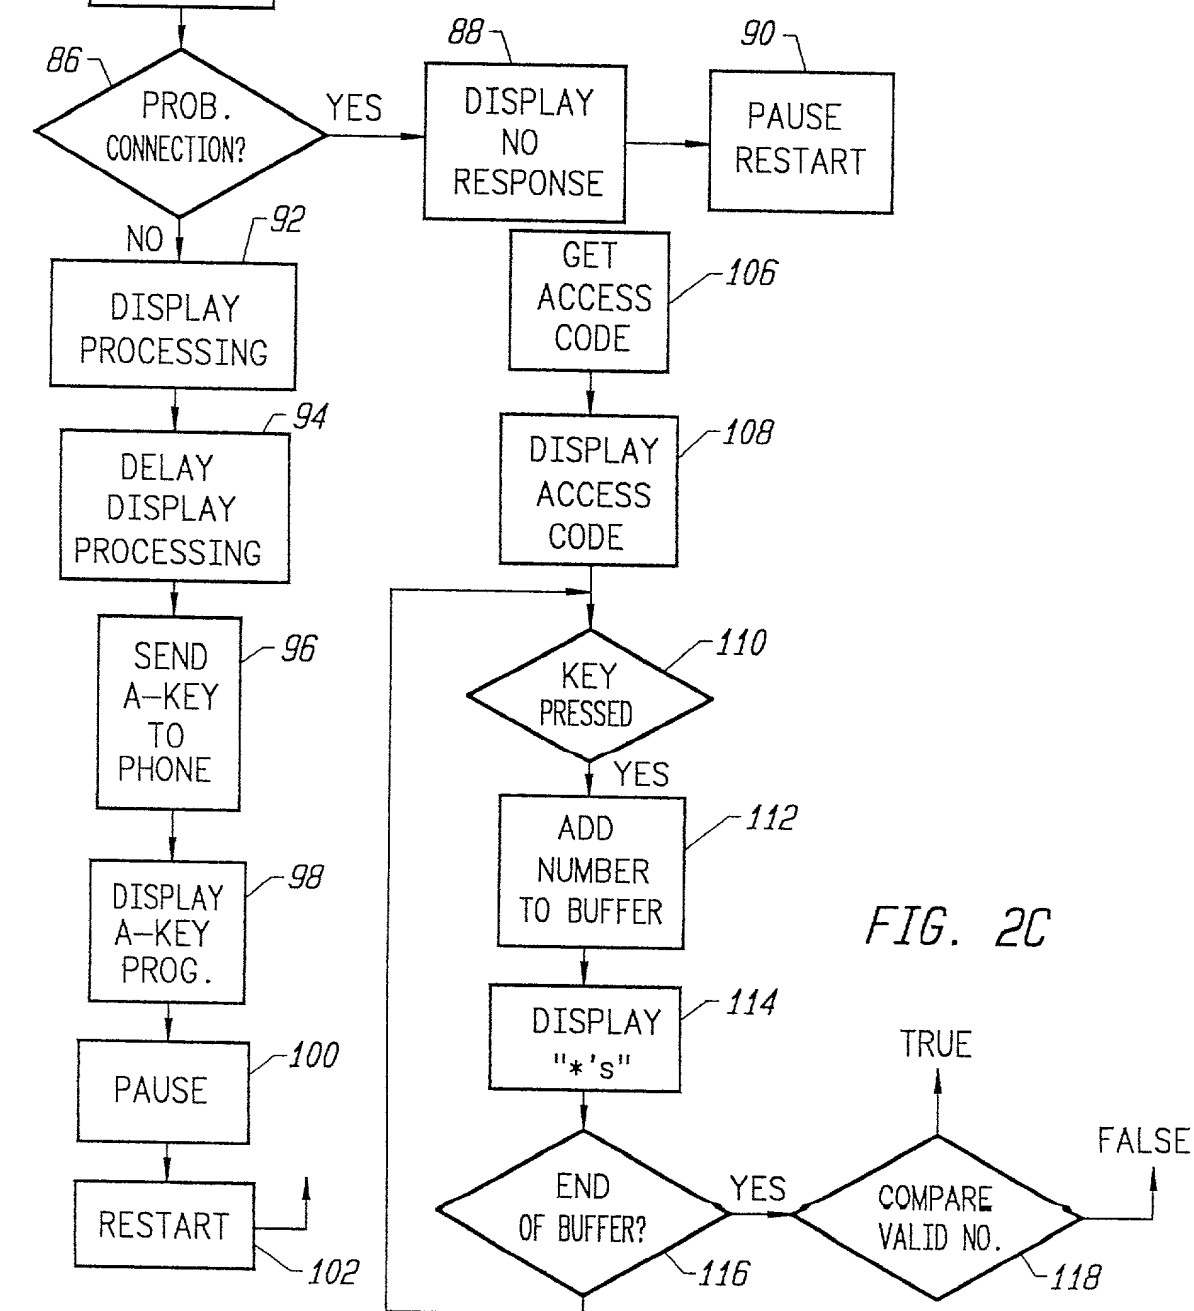 86
PROB.
CONNECTION?
YES
88
DISPLAY
NO
RESPONSE
90
PAUSE
RESTART
NO
92
DISPLAY
PROCESSING
94
DELAY
DISPLAY
PROCESSING
96
SEND
A-KEY
TO
PHONE
98
DISPLAY
A-KEY
PROG.
100
PAUSE
RESTART
102
GET
ACCESS
CODE
106
DISPLAY
ACCESS
CODE
108
KEY
PRESSED
110
YES
ADD
NUMBER
TO BUFFER
112
DISPLAY
"*'s"
114
END
OF BUFFER?
116
YES
COMPARE
VALID NO.
118
TRUE
FALSE
FIG. 2C